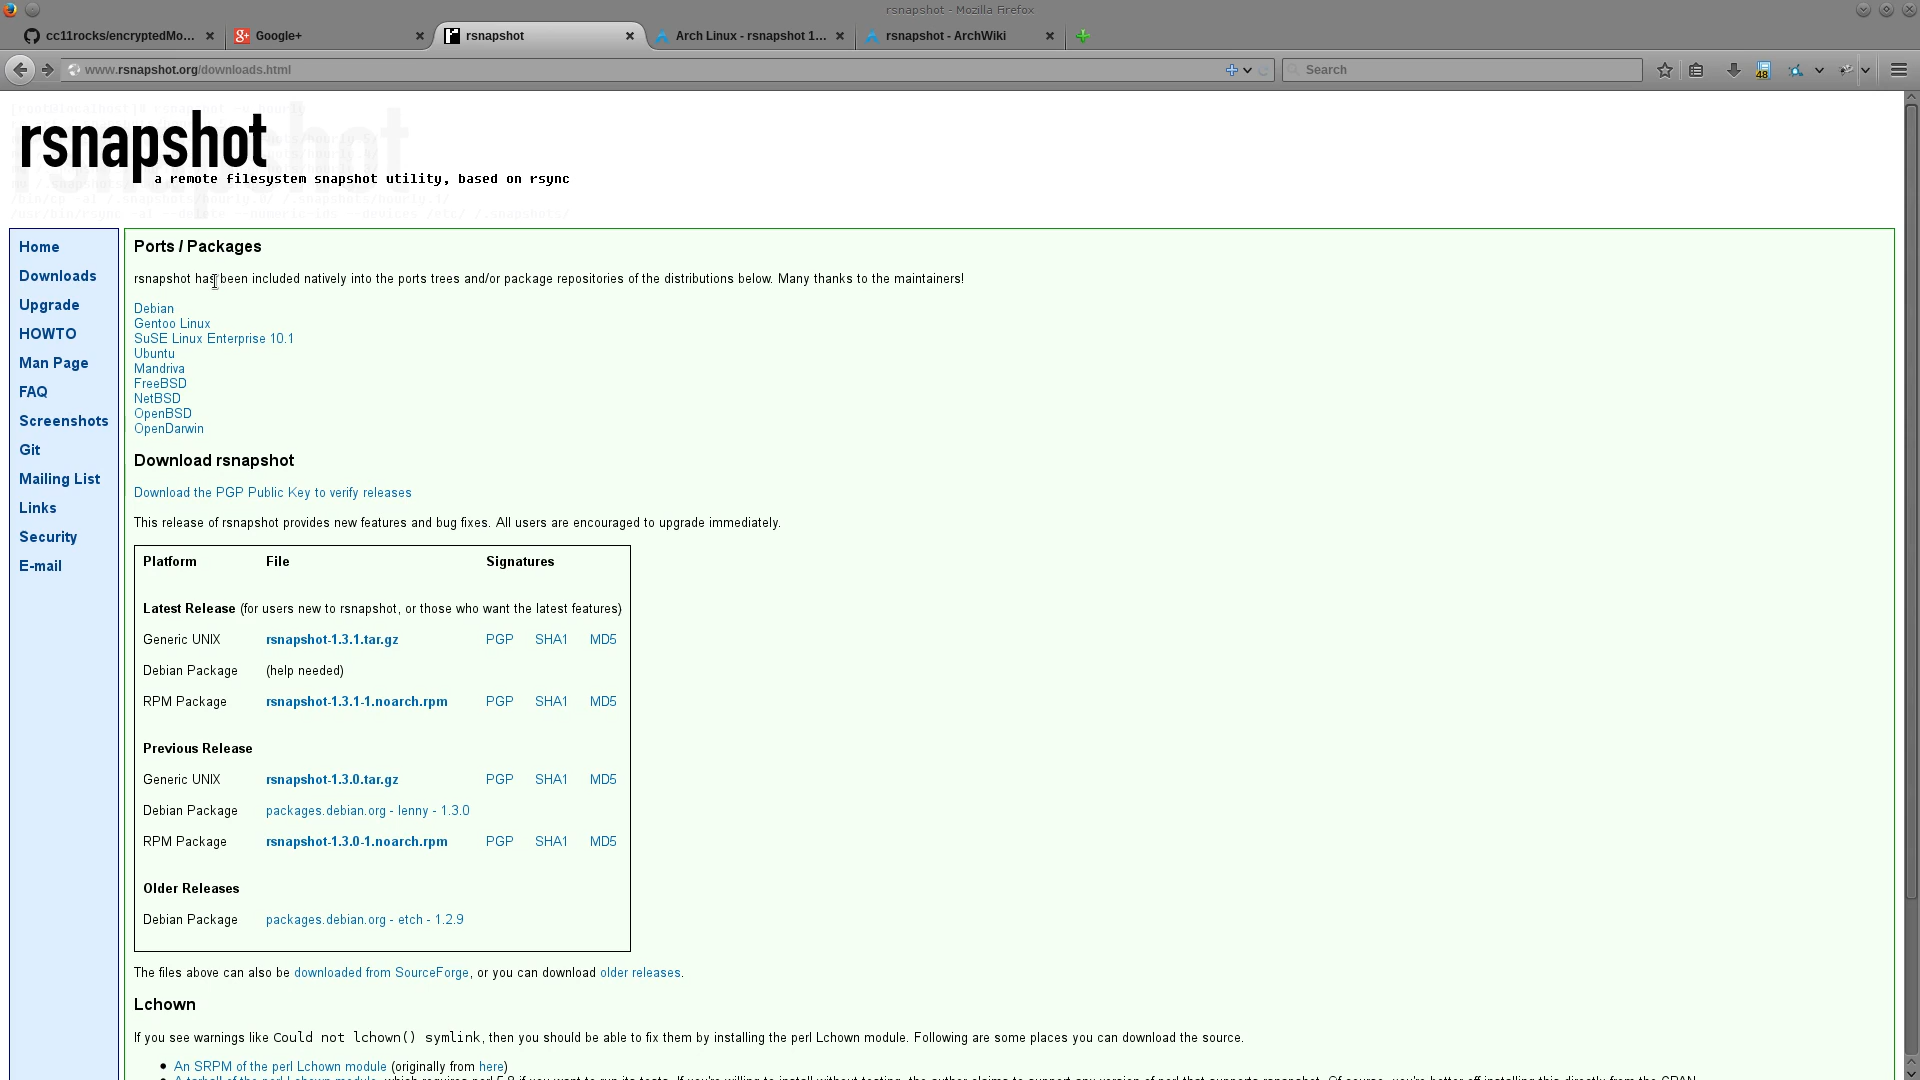 rsnapshot - Mozilla Firefox
cc11rocks/encryptedMo... Google+ rsnapshot Arch Linux - rsnapshot 1... rsnapshot - ArchWiki
www.rsnapshot.org/downloads.html Search 48
rsnapshot
a remote filesystem snapshot utility, based on rsync
Home
Downloads
Upgrade
HOWTO
Man Page
FAQ
Screenshots
Git
Mailing List
Links
Security
E-mail
Ports / Packages
rsnapshot has been included natively into the ports trees and/or package repositories of the distributions below. Many thanks to the maintainers!
Debian
Gentoo Linux
SuSE Linux Enterprise 10.1
Ubuntu
Mandriva
FreeBSD
NetBSD
OpenBSD
OpenDarwin
Download rsnapshot
Download the PGP Public Key to verify releases
This release of rsnapshot provides new features and bug fixes. All users are encouraged to upgrade immediately.
Platform File Signatures
Latest Release (for users new to rsnapshot, or those who want the latest features)
Generic UNIX rsnapshot-1.3.1.tar.gz PGP SHA1 MD5
Debian Package (help needed)
RPM Package rsnapshot-1.3.1-1.noarch.rpm PGP SHA1 MD5
Previous Release
Generic UNIX rsnapshot-1.3.0.tar.gz PGP SHA1 MD5
Debian Package packages.debian.org - lenny - 1.3.0
RPM Package rsnapshot-1.3.0-1.noarch.rpm PGP SHA1 MD5
Older Releases
Debian Package packages.debian.org - etch - 1.2.9
The files above can also be downloaded from SourceForge, or you can download older releases.
Lchown
If you see warnings like Could not lchown() symlink, then you should be able to fix them by installing the perl Lchown module. Following are some places you can download the source.
An SRPM of the perl Lchown module (originally from here)